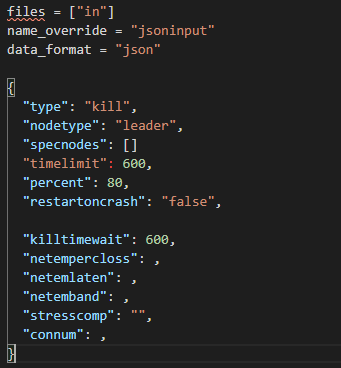 files = ["in"]
name_override = "jsoninput"
data_format = "json"
{
"type": "kill",
"nodetype": "leader",
"specnodes": []
"timelimit": 600,
"percent": 80,
"restartoncrash": "false",
"killtimewait": 600,
"netempercloss": ,
"netemlaten": ,
"netemband": ,
"stresscomp": "",
"connum": ,
}